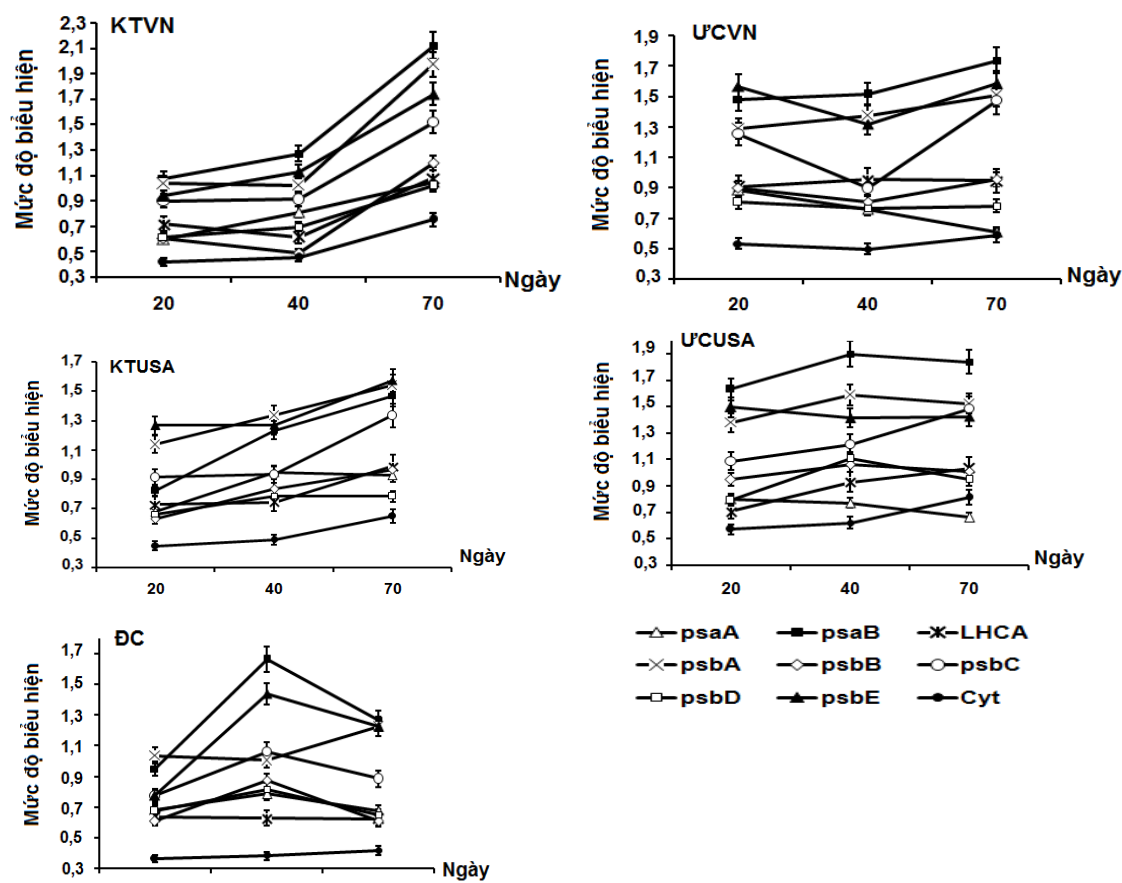 KTVN
Mức độ biểu hiện
2,3
2,1
1,9
1,7
1,5
1,3
1,1
0,9
0,7
0,5
0,3
20 40 70
Ngày
ƯCVN
Mức độ biểu hiện
1,9
1,7
1,5
1,3
1,1
0,9
0,7
0,5
0,3
20 40 70
Ngày
KTUSA
Mức độ biểu hiện
1,7
1,5
1,3
1,1
0,9
0,7
0,5
0,3
20 40 70
Ngày
ƯCUSA
Mức độ biểu hiện
1,9
1,7
1,5
1,3
1,1
0,9
0,7
0,5
0,3
20 40 70
Ngày
ĐC
Mức độ biểu hiện
1,7
1,5
1,3
1,1
0,9
0,7
0,5
0,3
20 40 70
Ngày
psaA psaB LHCA
psbA psbB psbC
psbD psbE Cyt